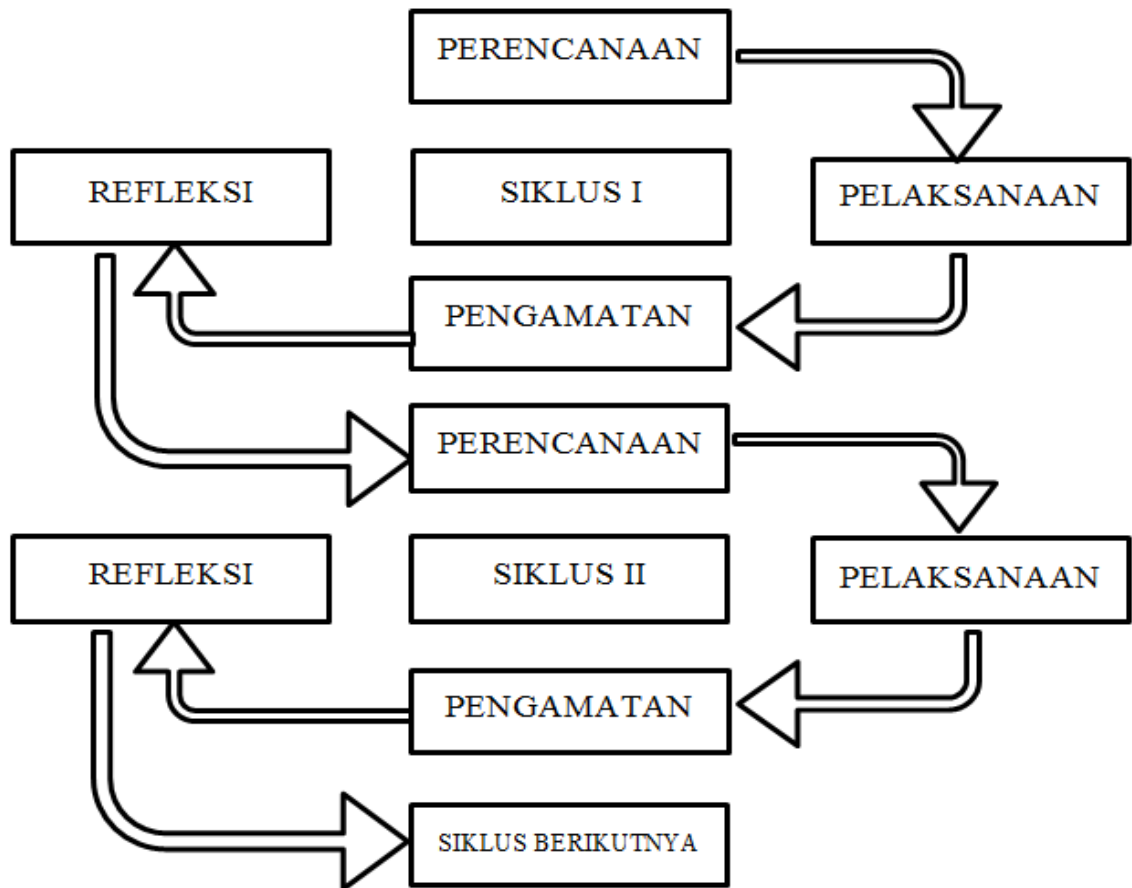 PERENCANAAN
REFLEKSI
SIKLUS I
PELAKSANAAN
PENGAMATAN
PERENCANAAN
REFLEKSI
SIKLUS II
PELAKSANAAN
PENGAMATAN
SIKLUS BERIKUTNYA